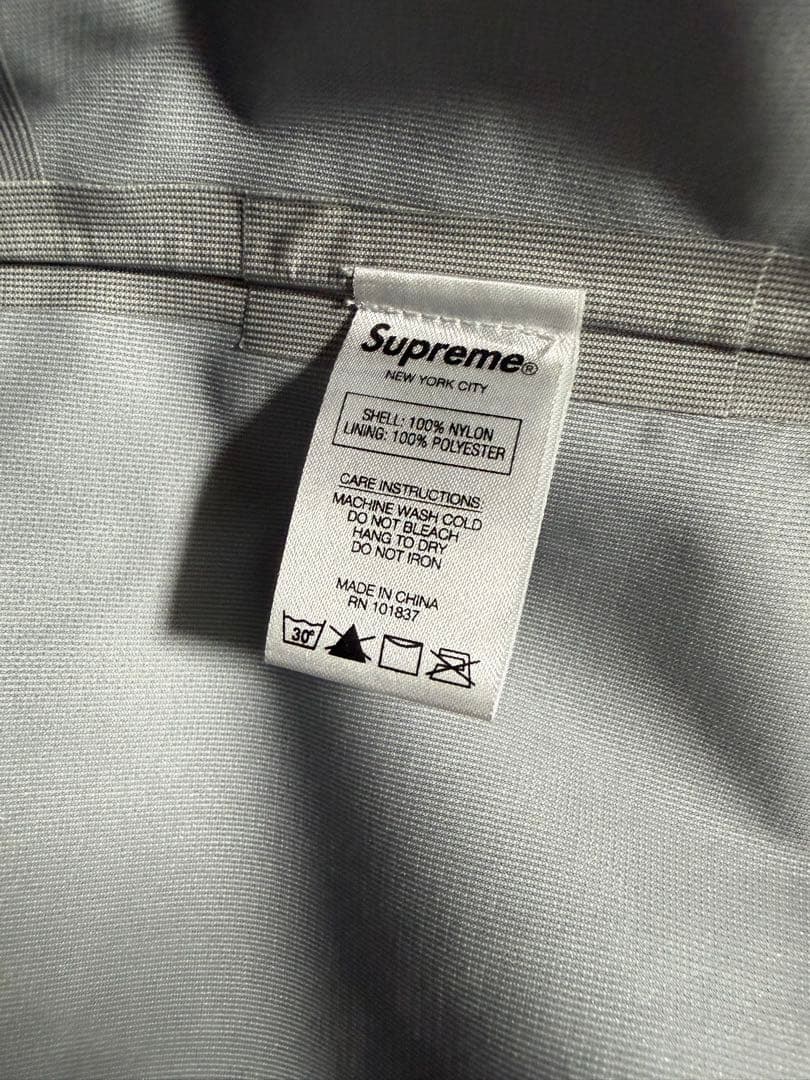 Supreme®
NEW YORK CITY
SHELL: 100% NYLON
LINING: 100% POLYESTER
CARE INSTRUCTIONS
MACHINE WASH COLD
DO NOT BLEACH
HANG TO DRY
DO NOT IRON
MADE IN CHINA
RN 101837
30°